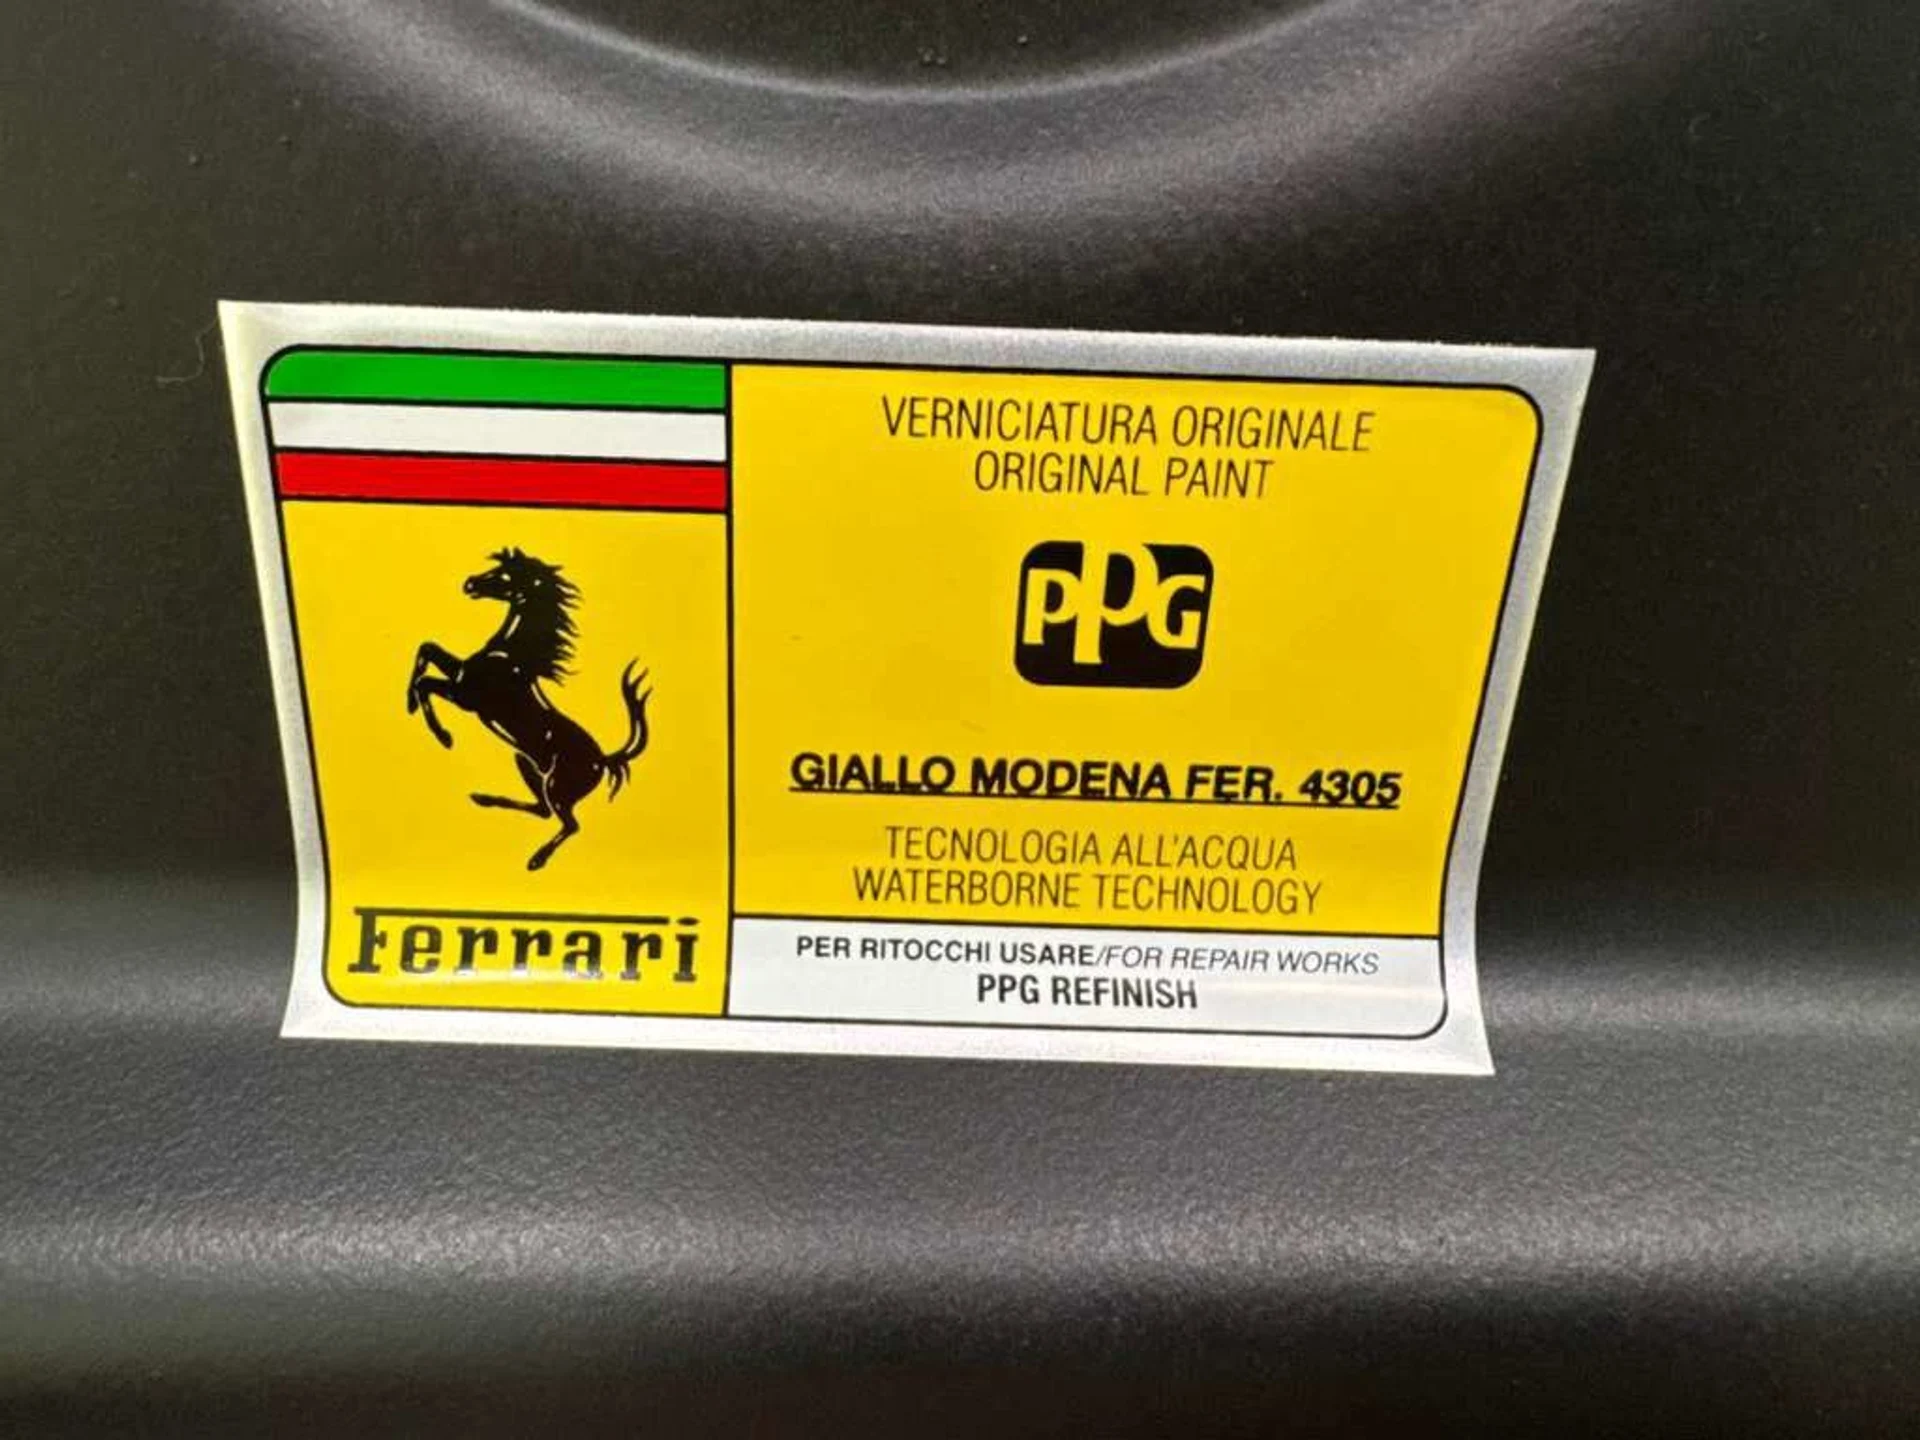 VERNICIATURA ORIGINALE
ORIGINAL PAINT
PPG
GIALLO MODENA FER. 4305
TECNOLOGIA ALL'ACQUA
WATERBORNE TECHNOLOGY
Ferrari
PER RITOCCHI USARE/FOR REPAIR WORKS
PPG REFINISH